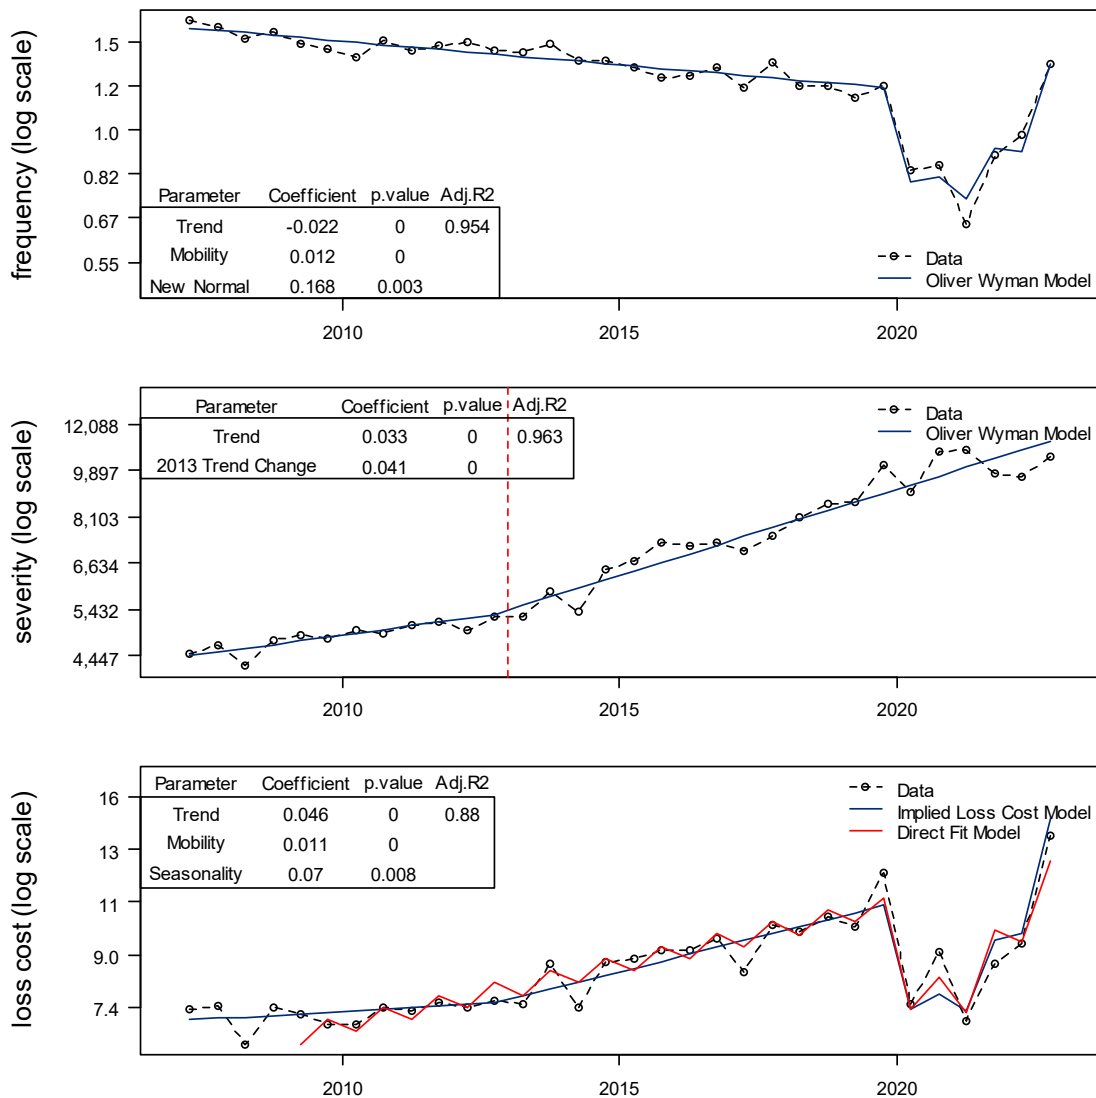 frequency (log scale)
1.5
1.2
1.0
0.82
0.67
0.55
Parameter Coefficient p.value Adj.R2
Trend -0.022 0 0.954
Mobility 0.012 0
New Normal 0.168 0.003
Data
Oliver Wyman Model
2010 2015 2020
severity (log scale)
12,088
9,897
8,103
6,634
5,432
4,447
Parameter Coefficient p.value Adj.R2
Trend 0.033 0 0.963
2013 Trend Change 0.041 0
Data
Oliver Wyman Model
2010 2015 2020
loss cost (log scale)
16
13
11
9.0
7.4
Parameter Coefficient p.value Adj.R2
Trend 0.046 0 0.88
Mobility 0.011 0
Seasonality 0.07 0.008
Data
Implied Loss Cost Model
Direct Fit Model
2010 2015 2020